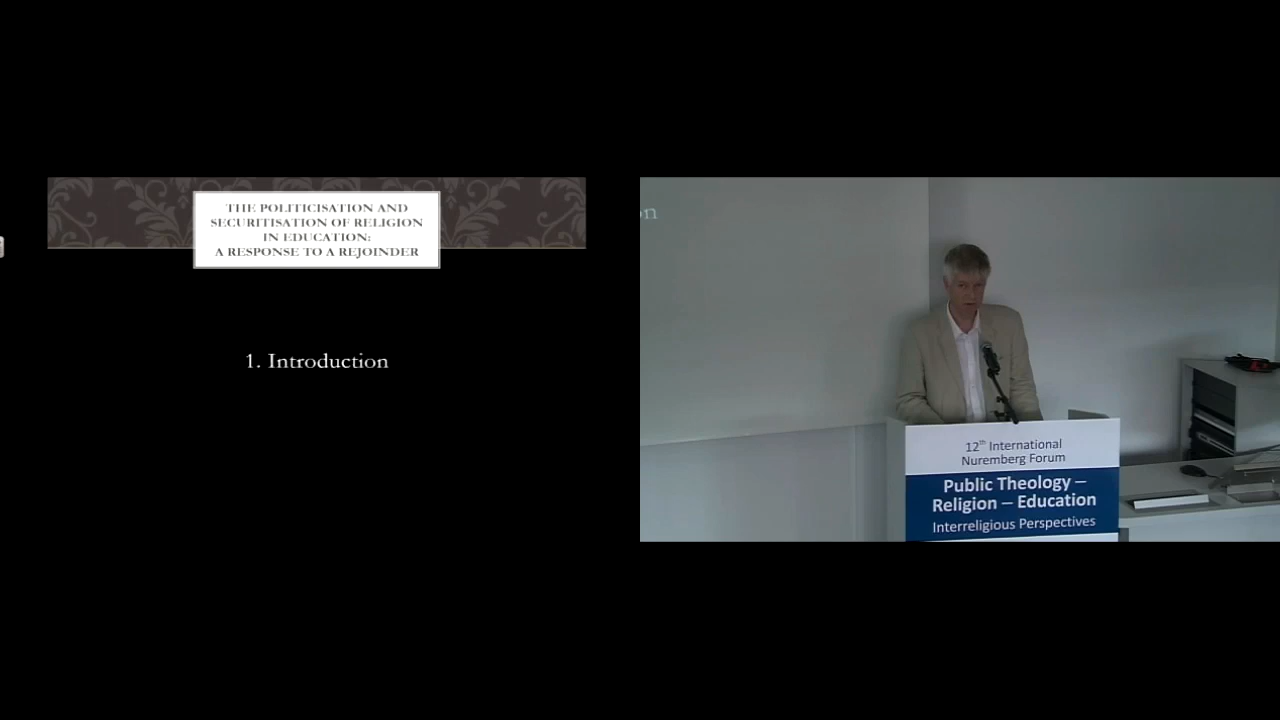 THE POLITICISATION AND
SECURITISATION OF RELIGION
IN EDUCATION:
A RESPONSE TO A REJOINDER
1. Introduction
on
12th International
Nuremberg Forum
Public Theology –
Religion – Education
Interreligious Perspectives